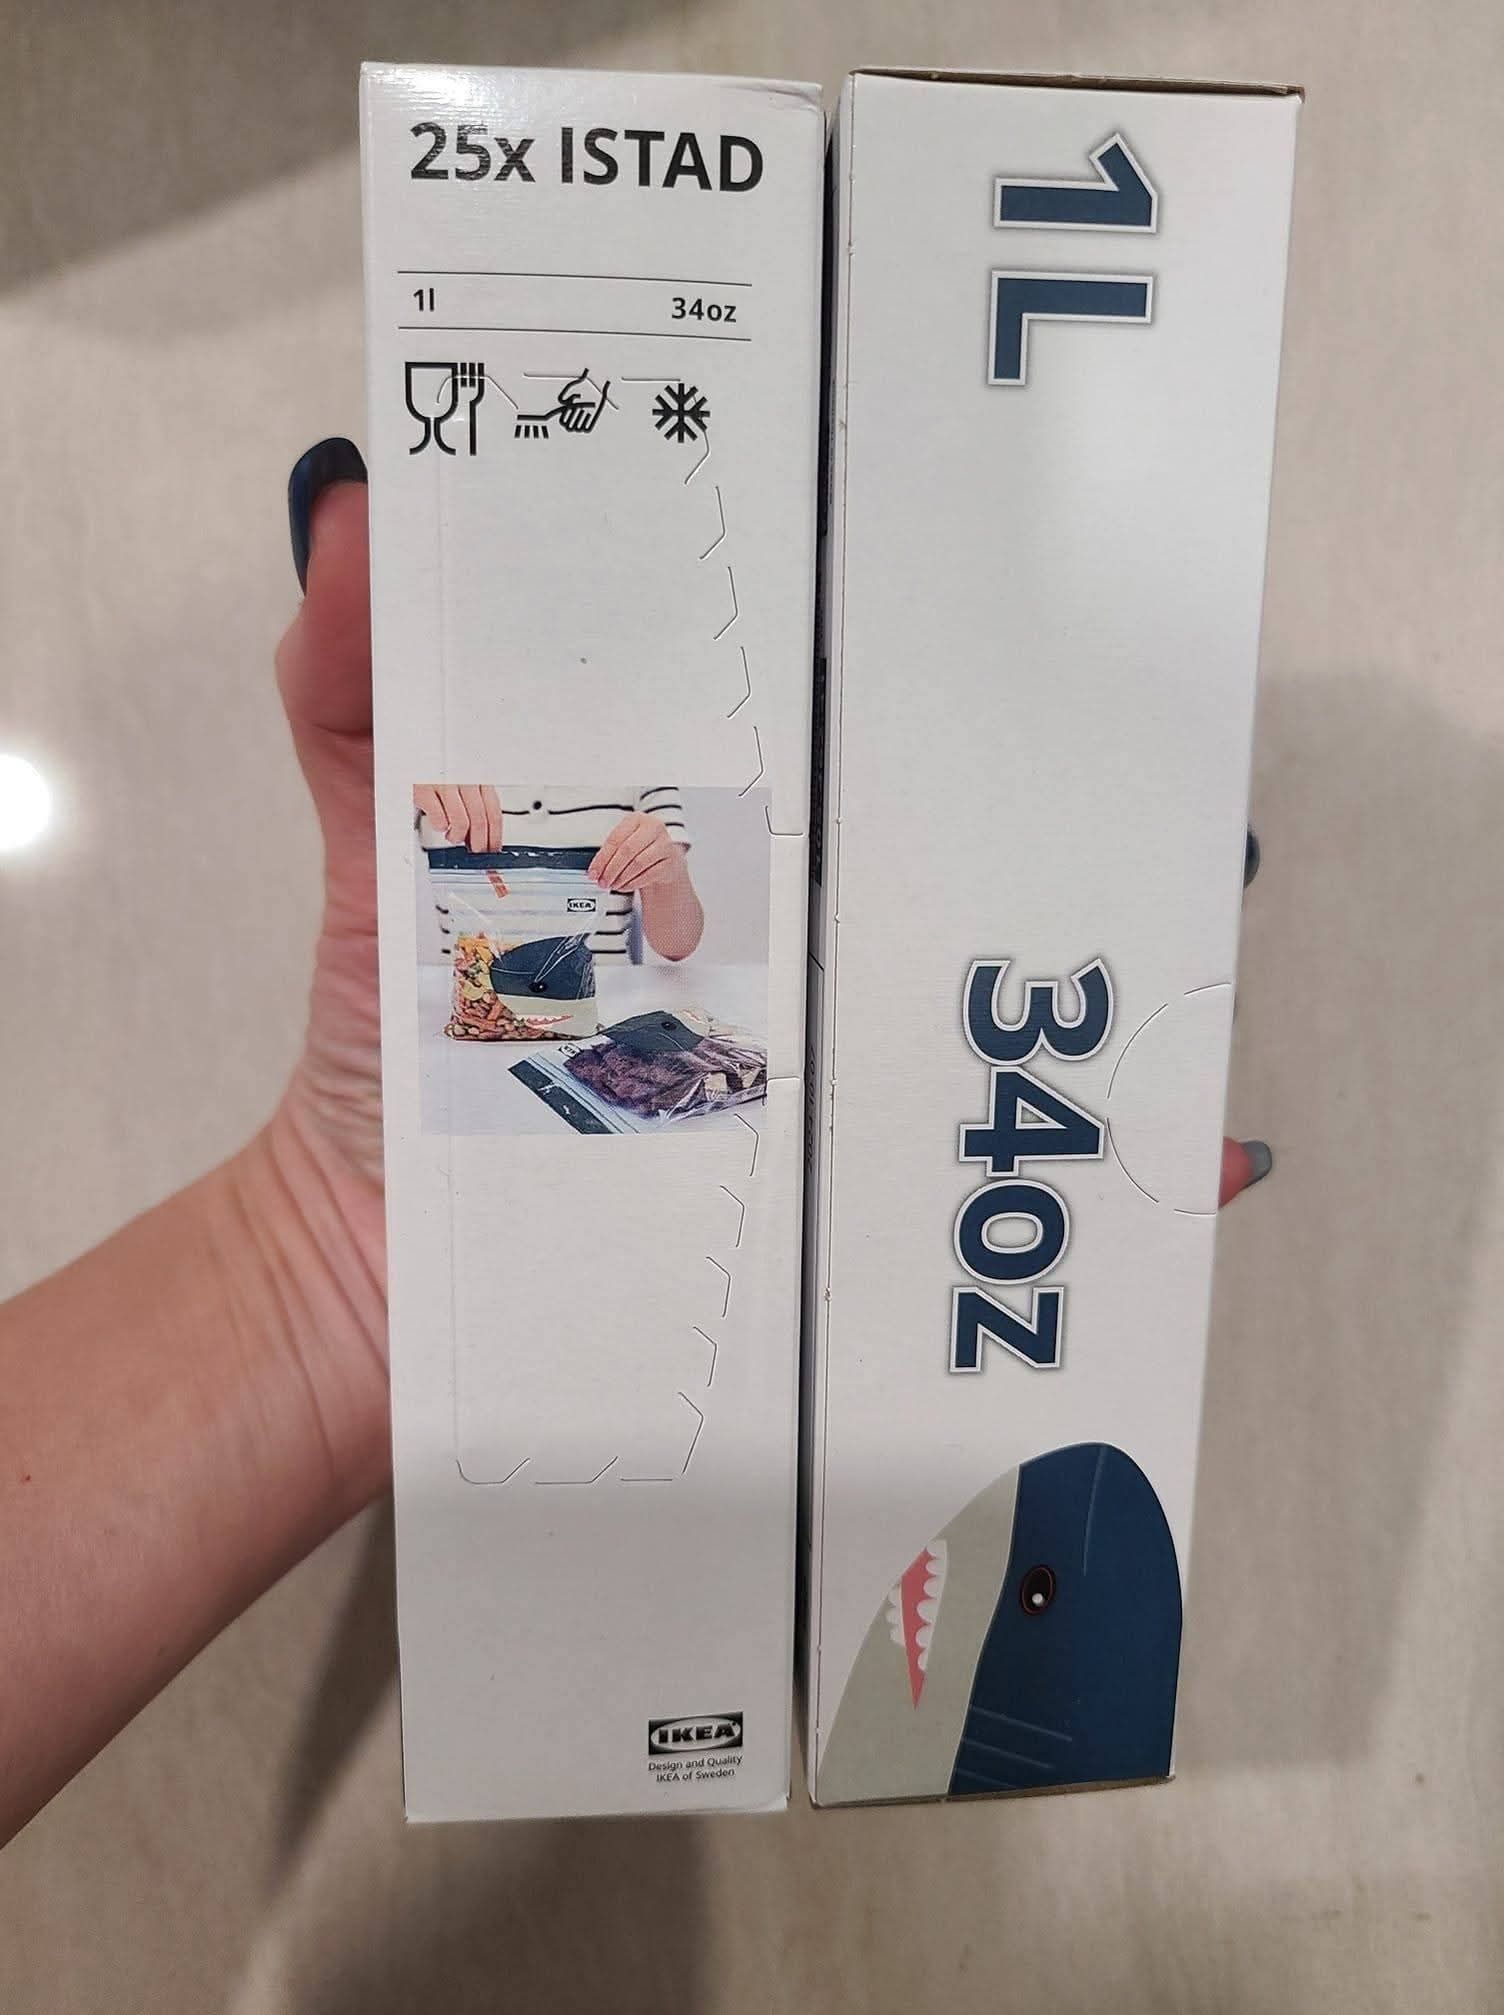 25x ISTAD
1l 34oz
IKEA
IKEA
Design and Quality
IKEA of Sweden
1L
34oz